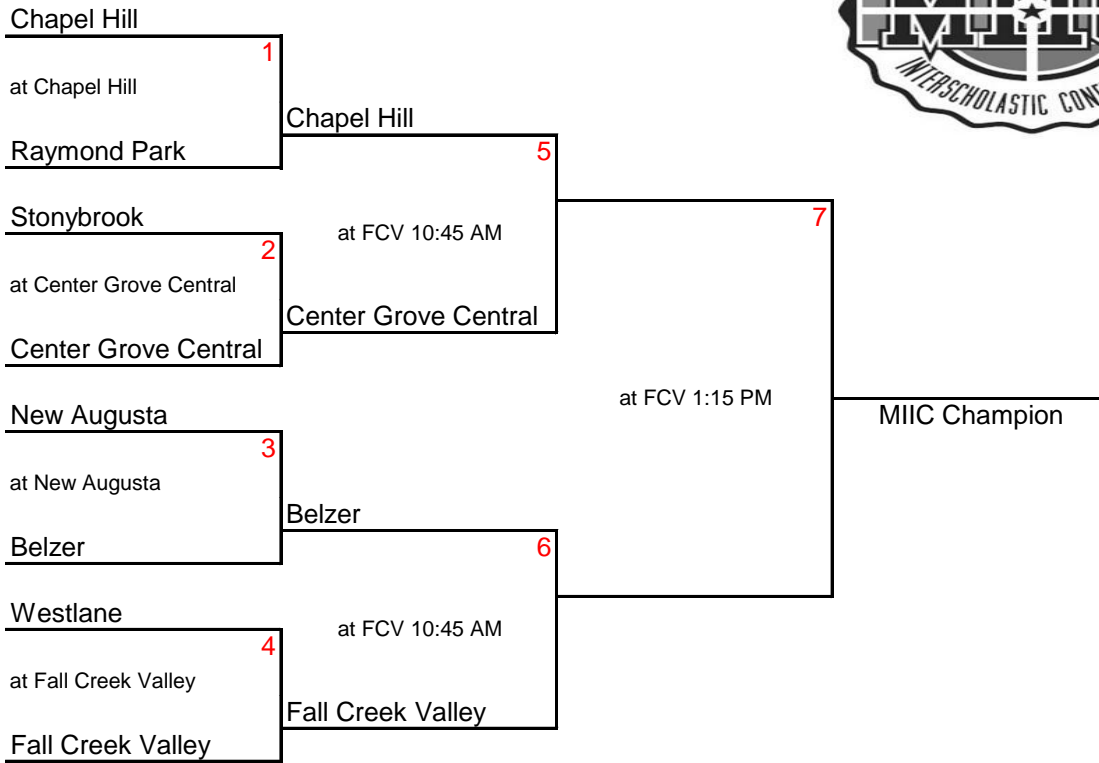 Chapel Hill
1
at Chapel Hill
Chapel Hill
Raymond Park
5
Stonybrook
at FCV 10:45 AM
7
2
at Center Grove Central
Center Grove Central
Center Grove Central
New Augusta
at FCV 1:15 PM
MIIC Champion
3
at New Augusta
Belzer
Belzer
6
Westlane
at FCV 10:45 AM
4
at Fall Creek Valley
Fall Creek Valley
Fall Creek Valley
INTERSCHOLASTIC